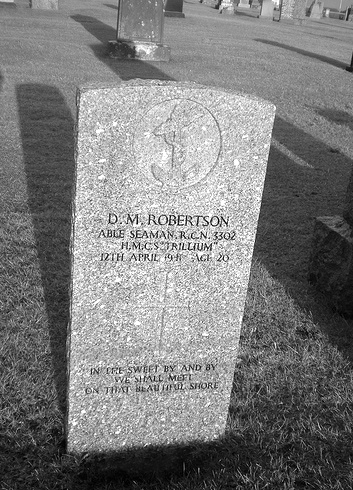 D. M. ROBERTSON
ABLE SEAMAN, R.C.N. 3302
H.M.C.S. "TRILLIUM"
12TH APRIL AGE 20
IN THE SWEET BY AND BY
WE SHALL MEET
ON THAT BEAUTIFUL SHORE